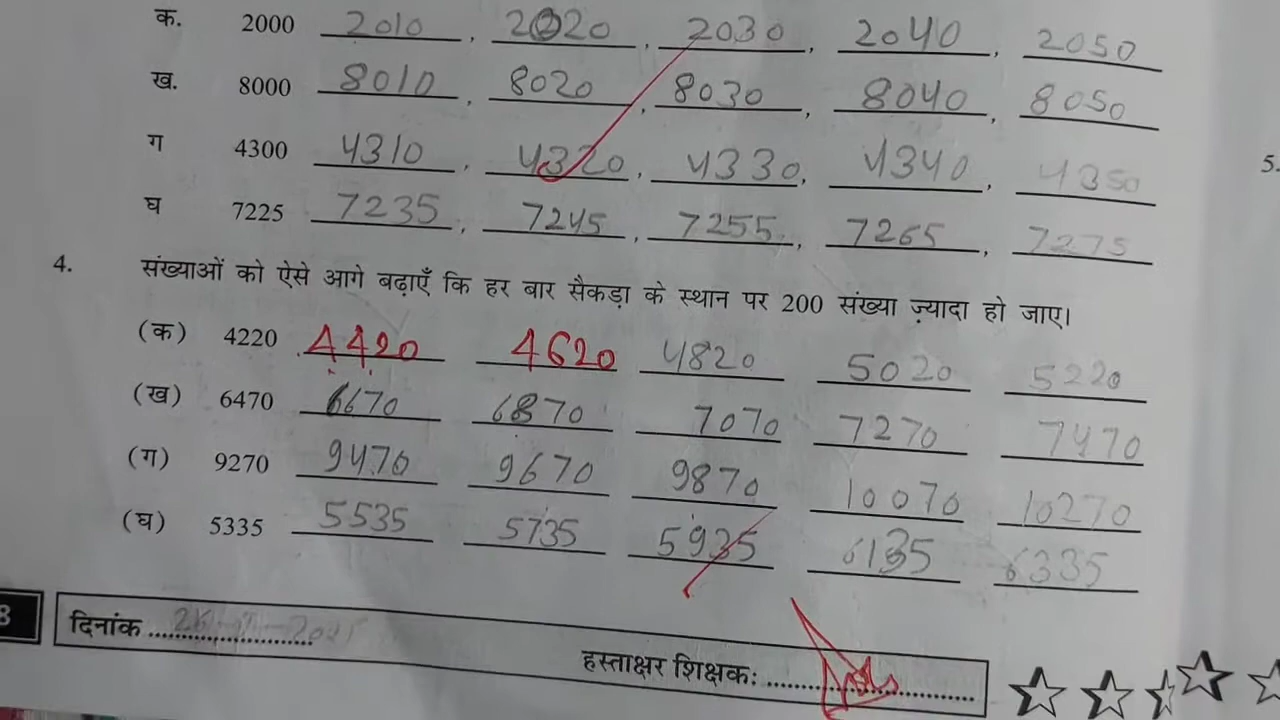 क. 2000 2010, 2020, 2030, 2040, 2050
ख. 8000 8010, 8020, 8030, 8040, 8050
ग 4300 4310, 4320, 4330, 4340, 4350
घ 7225 7235, 7245, 7255, 7265, 7275
5.
4. संख्याओं को ऐसे आगे बढ़ाएँ कि हर बार सैकड़ा के स्थान पर 200 संख्या ज़्यादा हो जाए।
(क) 4220 4420 4620 4820 5020 5220
(ख) 6470 6670 6870 7070 7270 7470
(ग) 9270 9470 9670 9870 10070 10270
(घ) 5335 5535 5735 5935 6135 6335
दिनांक
हस्ताक्षर शिक्षक: